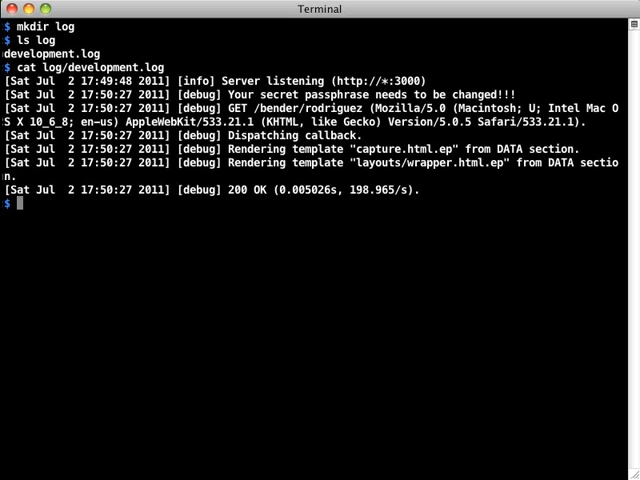 Terminal
$ mkdir log
$ ls log
development.log
$ cat log/development.log
[Sat Jul  2 17:49:48 2011] [info] Server listening (http://*:3000)
[Sat Jul  2 17:50:27 2011] [debug] Your secret passphrase needs to be changed!!!
[Sat Jul  2 17:50:27 2011] [debug] GET /bender/rodriguez (Mozilla/5.0 (Macintosh; U; Intel Mac O
S X 10_6_8; en-us) AppleWebKit/533.21.1 (KHTML, like Gecko) Version/5.0.5 Safari/533.21.1).
[Sat Jul  2 17:50:27 2011] [debug] Dispatching callback.
[Sat Jul  2 17:50:27 2011] [debug] Rendering template "capture.html.ep" from DATA section.
[Sat Jul  2 17:50:27 2011] [debug] Rendering template "layouts/wrapper.html.ep" from DATA sectio
n.
[Sat Jul  2 17:50:27 2011] [debug] 200 OK (0.005026s, 198.965/s).
$